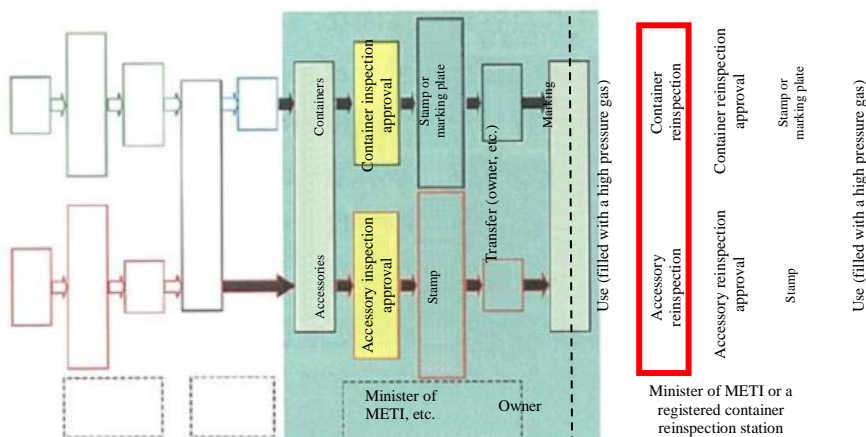 Containers
Container inspection
approval
Stamp or
marking plate
Marking
Use (filled with a high pressure gas)
Container
reinspection
Container reinspection
approval
Stamp or
marking plate
Use (filled with a high pressure gas)
Transfer (owner, etc.)
Accessories
Accessory inspection
approval
Stamp
Accessory
reinspection
Accessory reinspection
approval
Stamp
Minister of
METI, etc.
Owner
Minister of METI or a
registered container
reinspection station